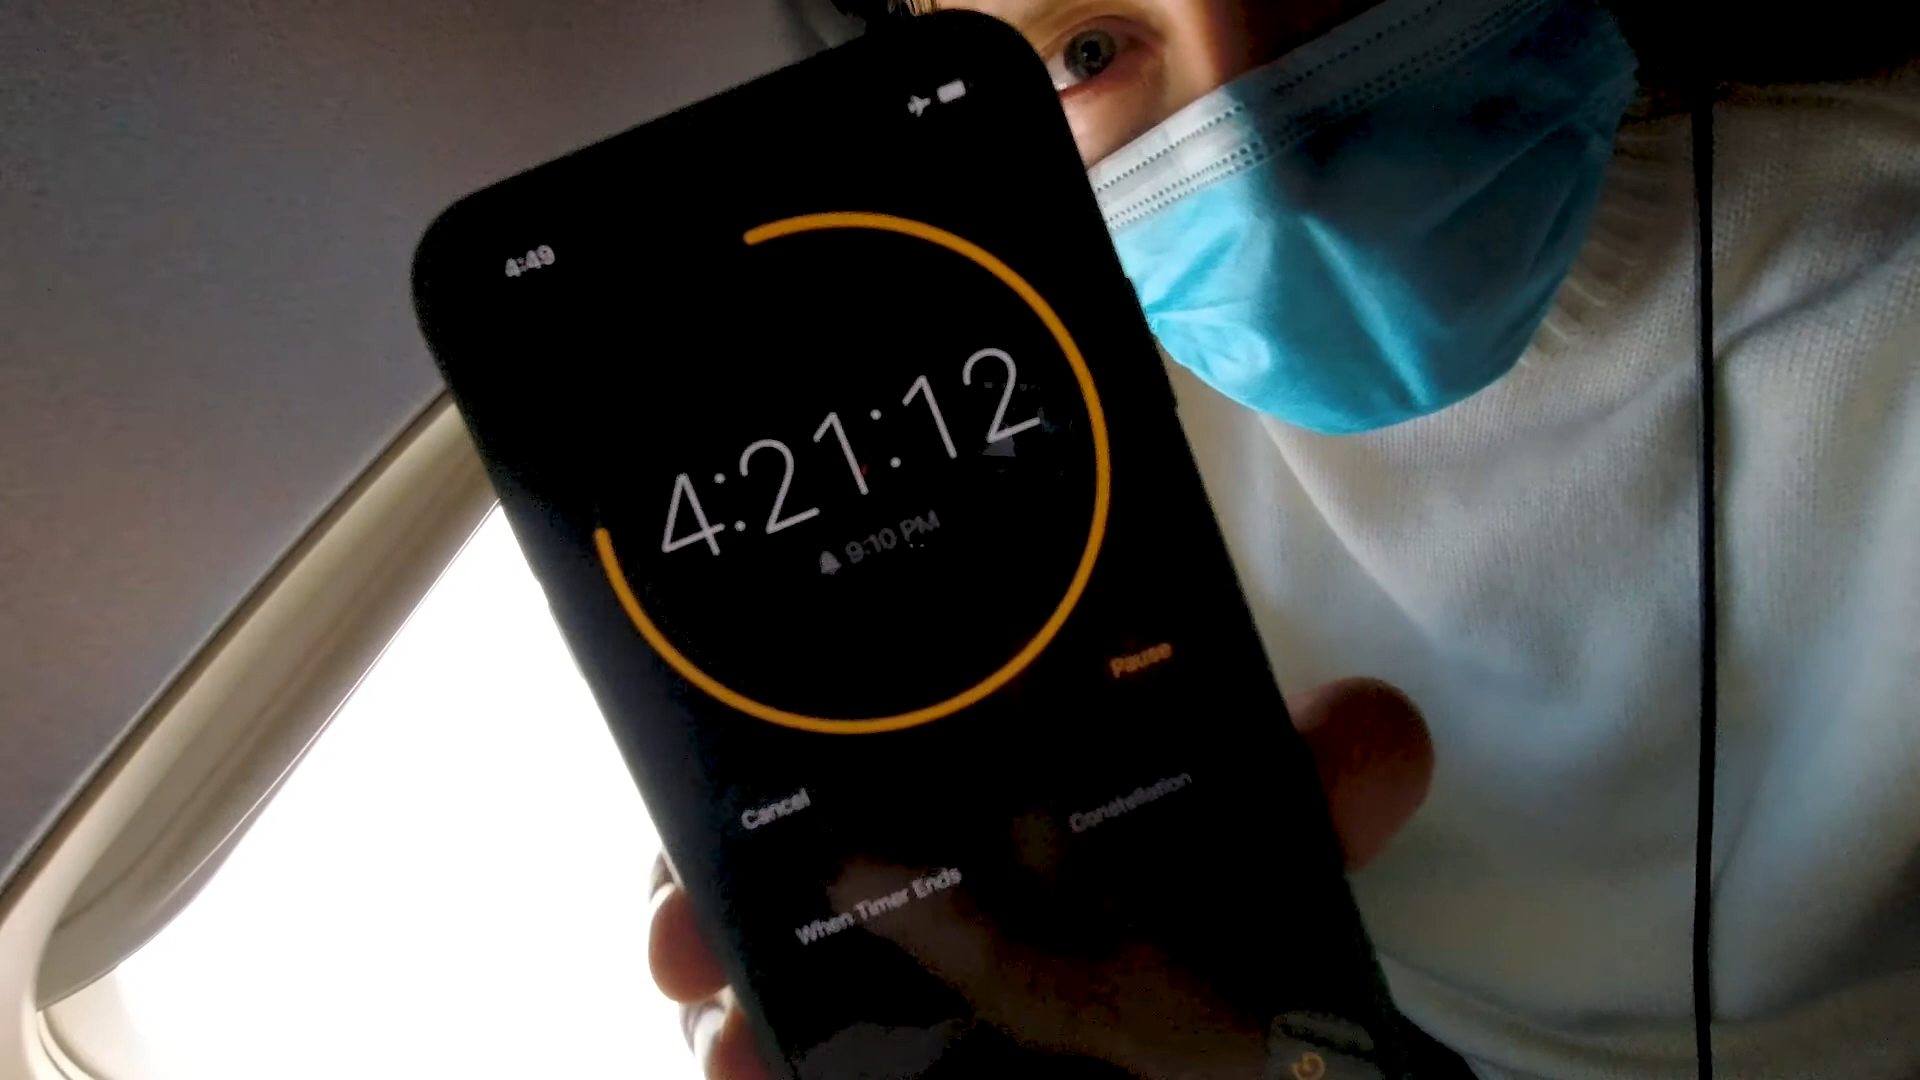 4:49
4:21:12
9:10 PM
Pause
Cancel
Constellation
When Timer Ends